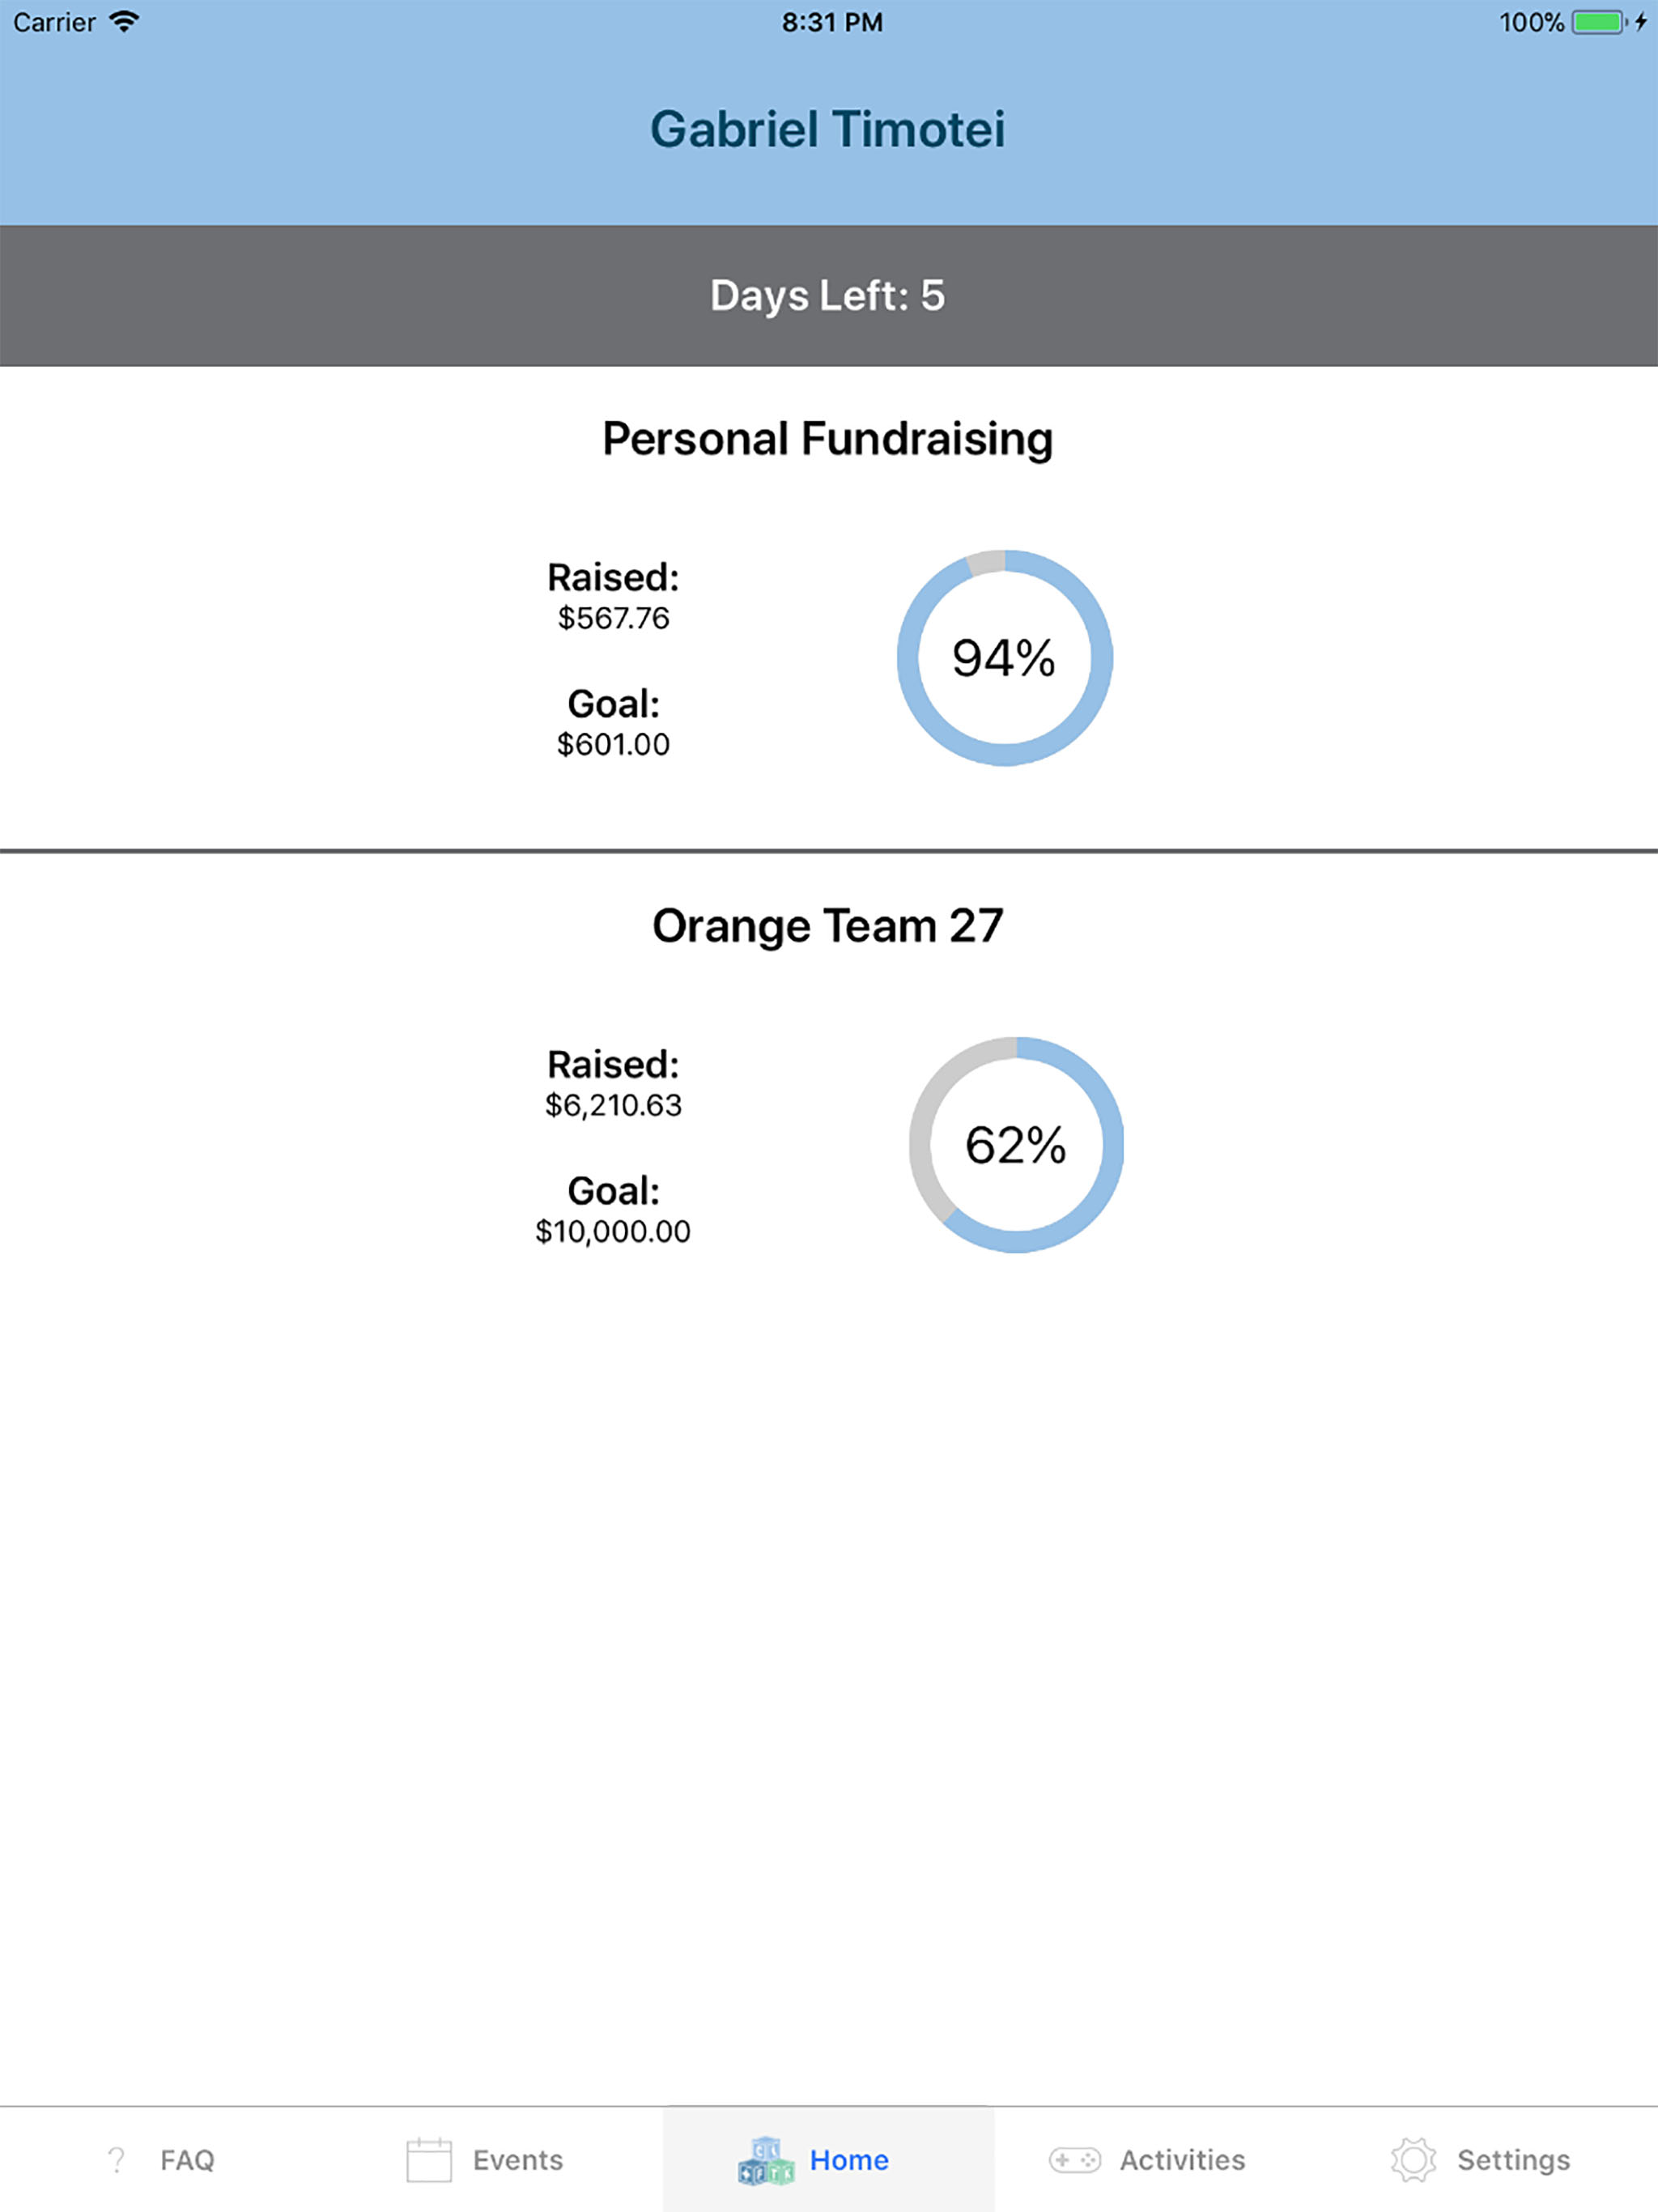 Carrier 8:31 PM 100%
Gabriel Timotei
Days Left: 5
Personal Fundraising
Raised:
$567.76
Goal:
$601.00
94%
Orange Team 27
Raised:
$6,210.63
Goal:
$10,000.00
62%
? FAQ Events Home Activities Settings